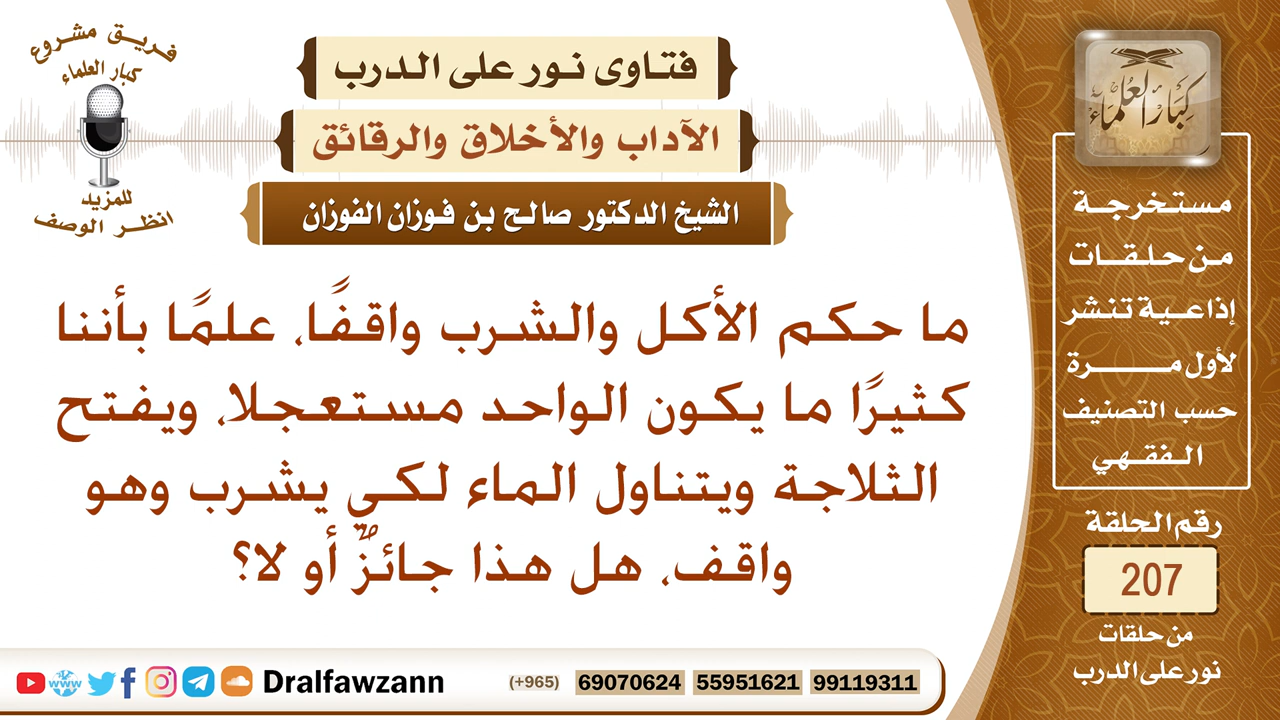 فريق مشروع
كبار العلماء
للمزيد
انظر الوصف
فتاوى نور على الدرب
الآداب والأخلاق والرقائق
الشيخ الدكتور صالح بن فوزان الفوزان
ما حكم الأكل والشرب واقفًا، علمًا بأننا
كثيرًا ما يكون الواحد مستعجلا، ويفتح
الثلاجة ويتناول الماء لكي يشرب وهو
واقف، هل هذا جائزٌ أو لا؟
كبار العلماء
مستخرجة
من حلقات
إذاعية تنشر
لأول مرة
حسب التصنيف
الفقهي
رقم الحلقة
207
من حلقات
نور على الدرب
www Dralfawzann (+965) 69070624 55951621 99119311